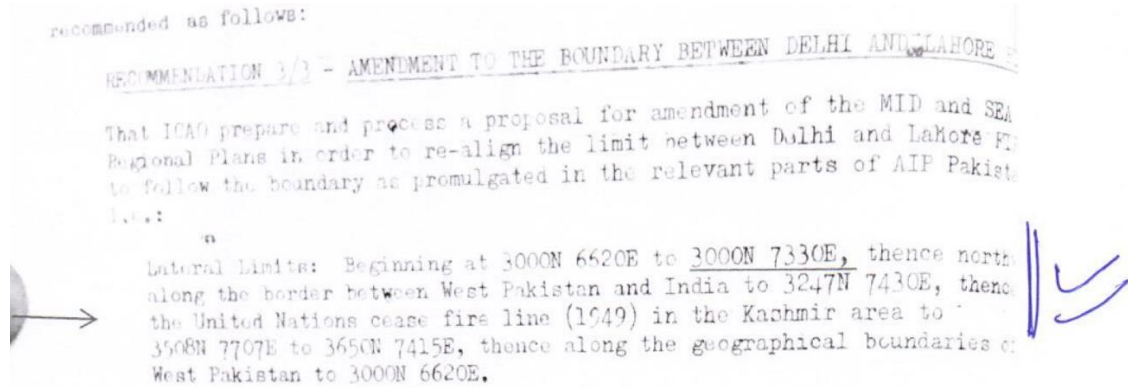 recommended as follows:
RECOMMENDATION 3/3 - AMENDMENT TO THE BOUNDARY BETWEEN DELHI AND LAHORE
That ICAO prepare and process a proposal for amendment of the MID and SEA
Regional Plans in order to re-align the limit between Delhi and Lahore FI
to follow the boundary as promulgated in the relevant parts of AIP Pakista
i.e.:
Lateral Limits: Beginning at 3000N 6620E to 3000N 7330E, thence north
along the border between West Pakistan and India to 3247N 7430E, thenc
the United Nations cease fire line (1949) in the Kashmir area to
3508N 7707E to 3650N 7415E, thence along the geographical boundaries o
West Pakistan to 3000N 6620E.